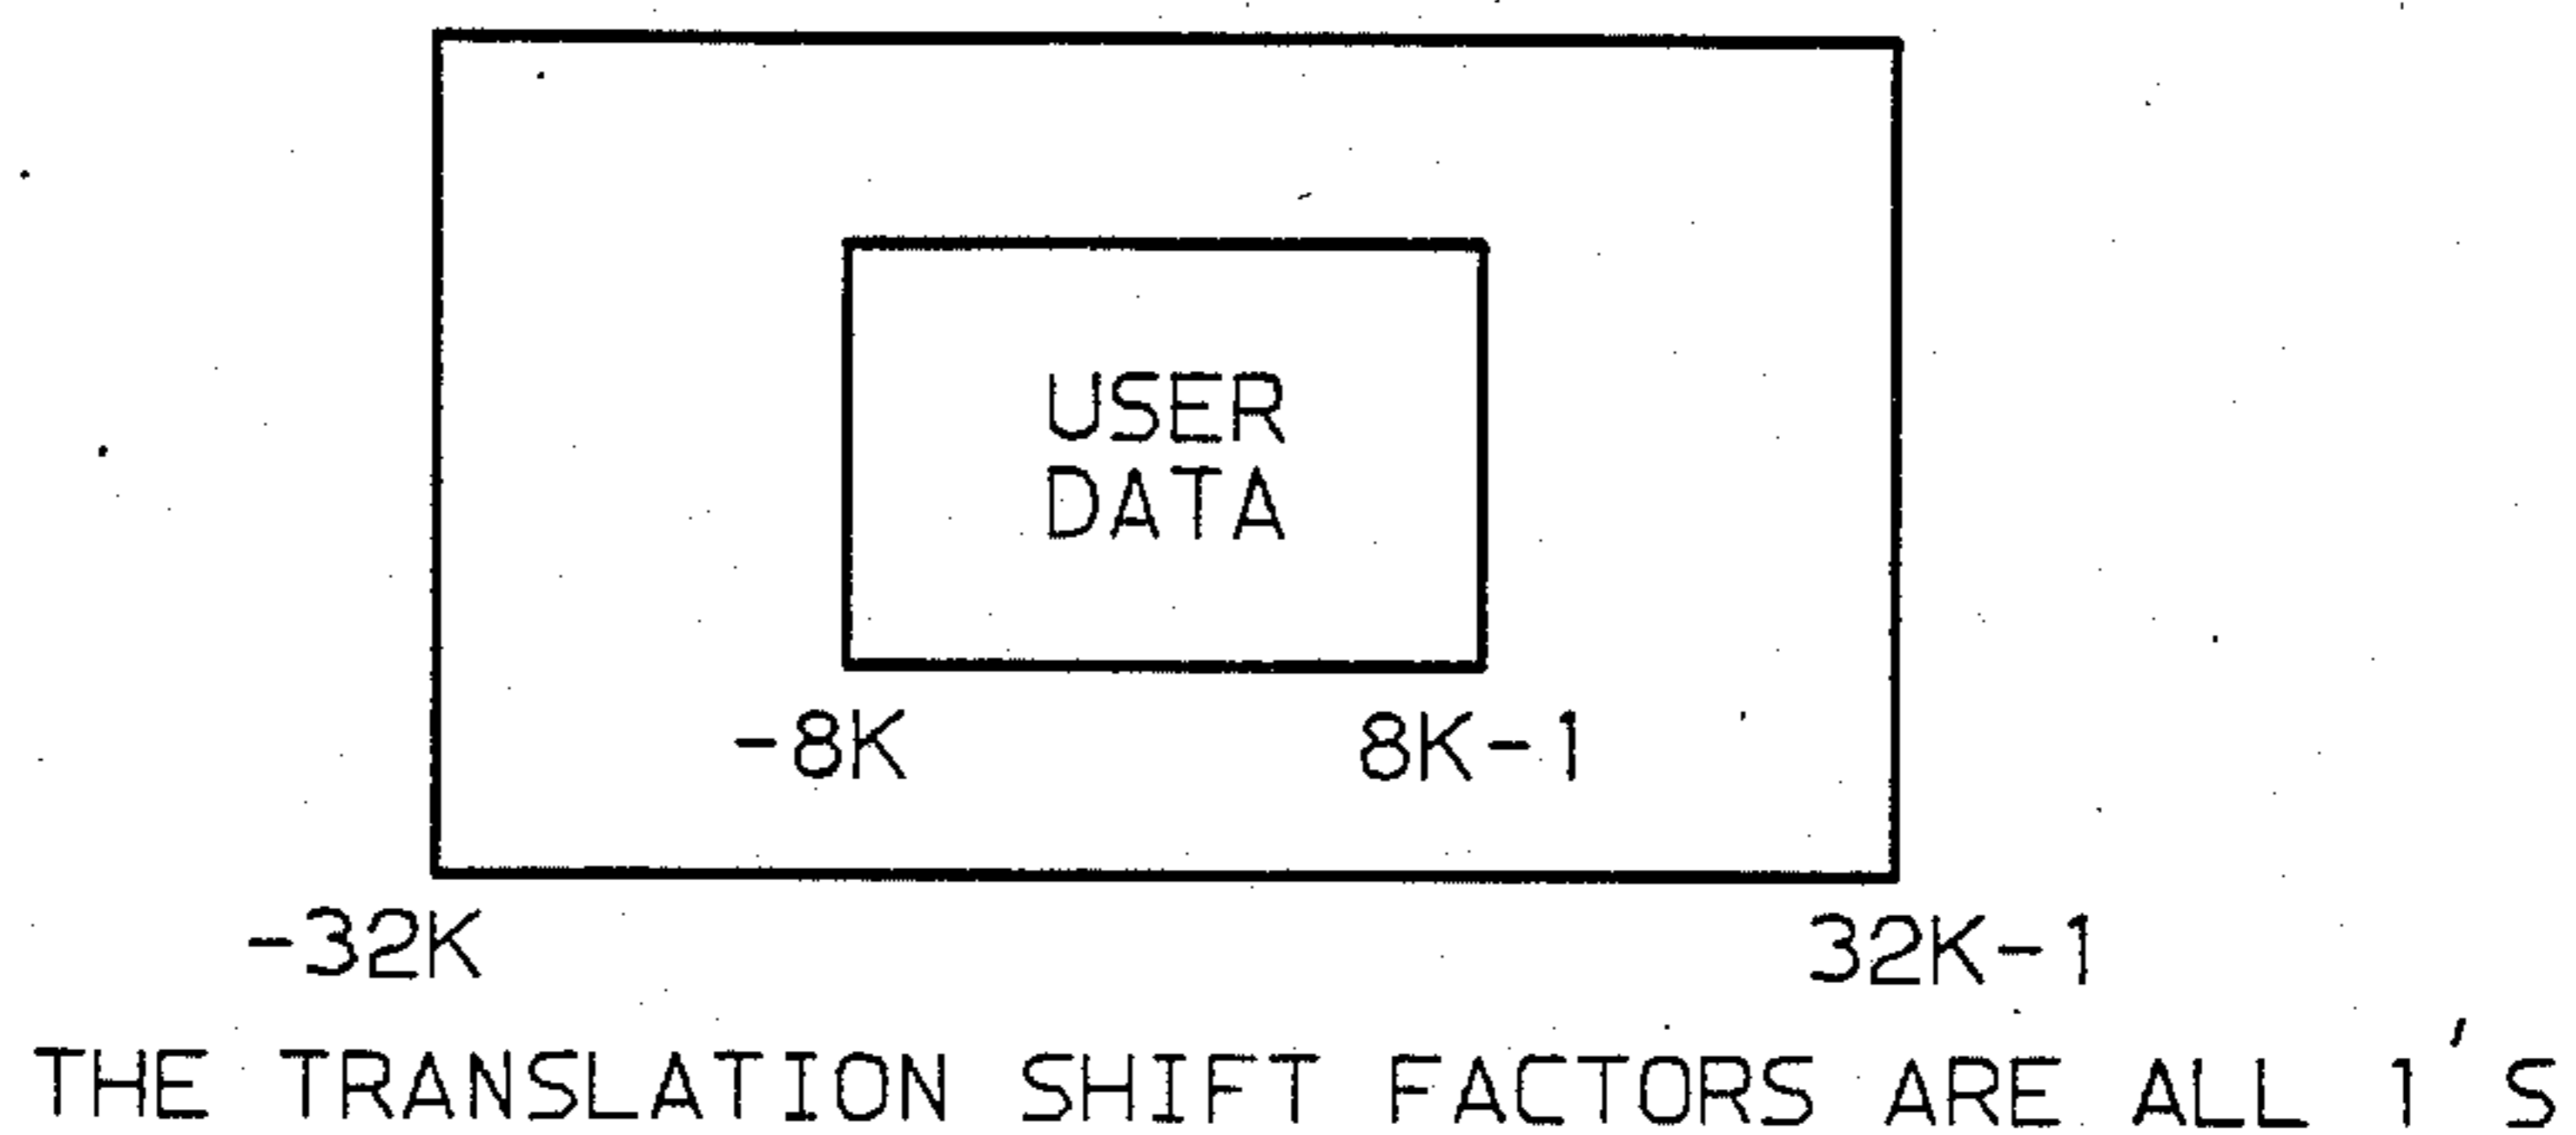 USER
DATA
-8K 8K-1
-32K 32K-1
THE TRANSLATION SHIFT FACTORS ARE ALL 1'S